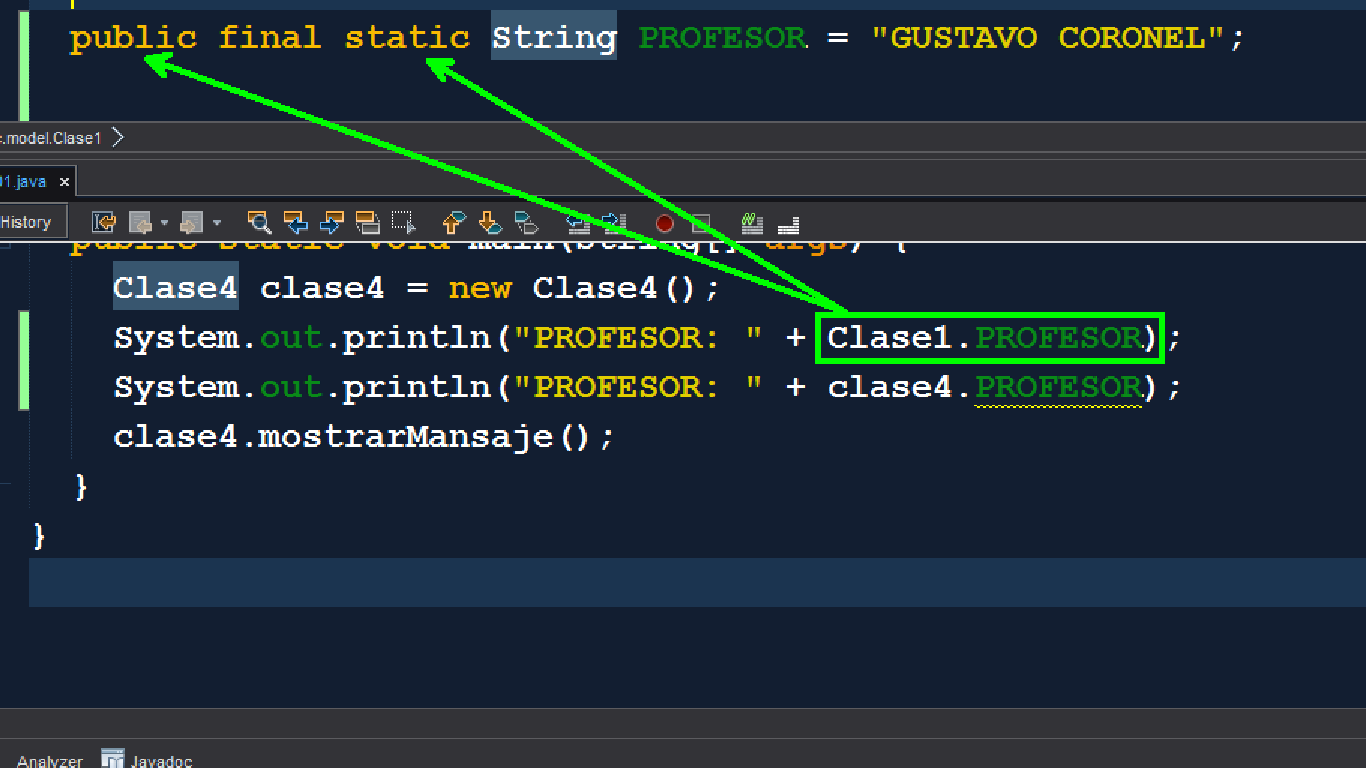 public final static String PROFESOR = "GUSTAVO CORONEL";
.model.Clase1
01.java x
History
public static void main(String[] args) {
Clase4 clase4 = new Clase4();
System.out.println("PROFESOR: " + Clase1.PROFESOR);
System.out.println("PROFESOR: " + clase4.PROFESOR);
clase4.mostrarMansaje();
}
}
Analyzer Javadoc